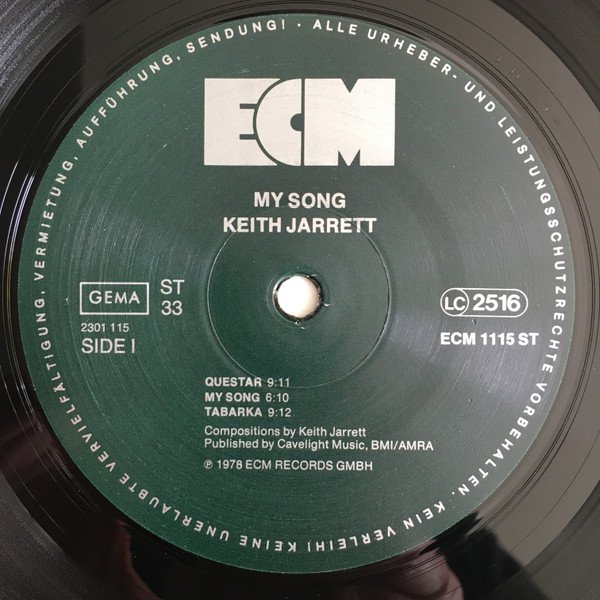 ALLE URHEBER- UND LEISTUNGSSCHUTZRECHTE VORBEHALTEN. KEIN VERLEIH! KEINE UNERLAUBTE VERVIELFÄLTIGUNG, VERMIETUNG, AUFFÜHRUNG, SENDUNG! -
ECM
MY SONG
KEITH JARRETT
GEMA
ST
33
2301 115
SIDE I
LC 2516
ECM 1115 ST
QUESTAR 9:11
MY SONG 6:10
TABARKA 9:12
Compositions by Keith Jarrett
Published by Cavelight Music, BMI/AMRA
℗ 1978 ECM RECORDS GMBH